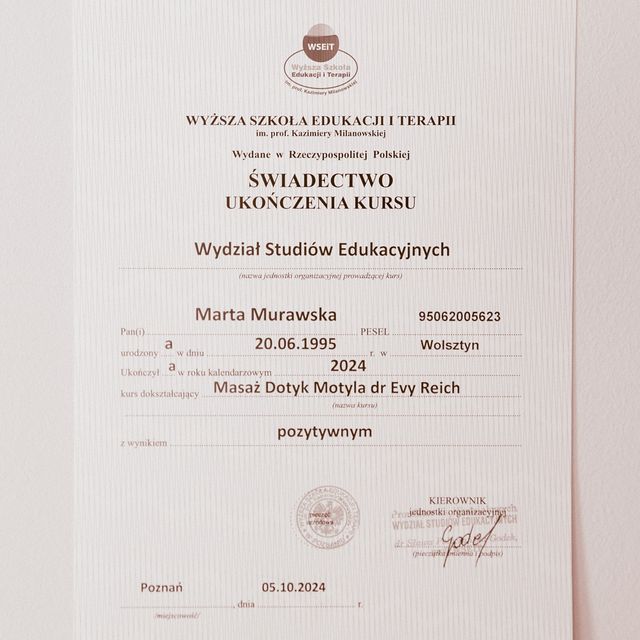 WSEiT
Wyższa Szkoła
Edukacji i Terapii
im. prof. Kazimiery Milanowskiej
WYŻSZA SZKOŁA EDUKACJI I TERAPII
im. prof. Kazimiery Milanowskiej
Wydane w Rzeczypospolitej Polskiej
ŚWIADECTWO
UKOŃCZENIA KURSU
Wydział Studiów Edukacyjnych
(nazwa jednostki organizacyjnej prowadzącej kurs)
Pan(i) Marta Murawska PESEL 95062005623
urodzony a w dniu 20.06.1995 r. w Wolsztyn
Ukończył a w roku kalendarzowym 2024
kurs dokształcający Masaż Dotyk Motyla dr Evy Reich
(nazwa kursu)
z wynikiem pozytywnym
pieczęć
urzędowa
KIEROWNIK
jednostki organizacyjnej
WYDZIAŁ STUDIÓW EDUKACYJNYCH
(pieczątka imienna i podpis)
Poznań, dnia 05.10.2024 r.
/miejscowość/